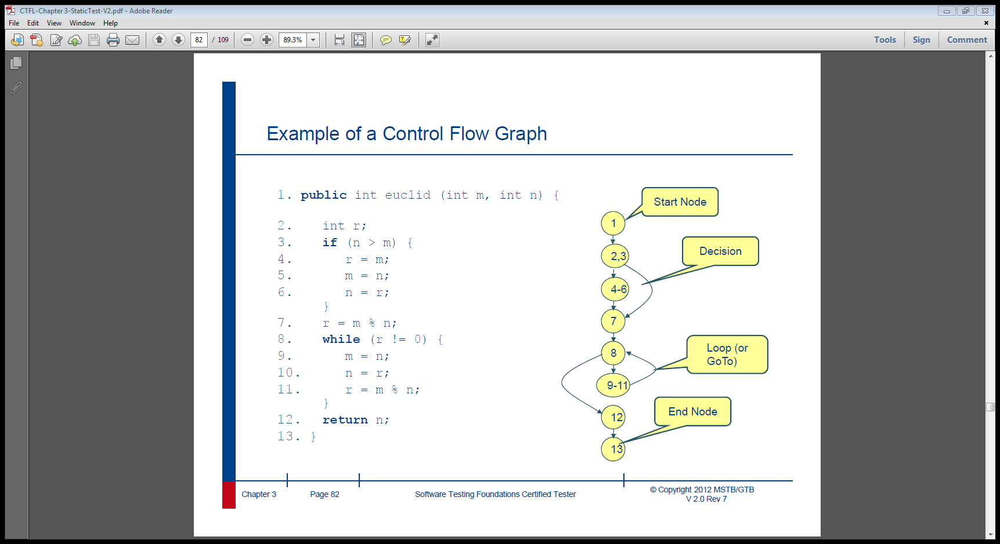 CTFL-Chapter 3-StaticTest-V2.pdf - Adobe Reader
File Edit View Window Help
82 / 109 89.3% Tools Sign Comment
Example of a Control Flow Graph
1. public int euclid (int m, int n) {
2. int r;
3. if (n > m) {
4. r = m;
5. m = n;
6. n = r;
}
7. r = m % n;
8. while (r != 0) {
9. m = n;
10. n = r;
11. r = m % n;
}
12. return n;
13. }
Start Node
1
Decision
2,3
4-6
7
Loop (or
GoTo)
8
9-11
End Node
12
13
Chapter 3 Page 82 Software Testing Foundations Certified Tester
© Copyright 2012 MSTB/GTB
V 2.0 Rev 7